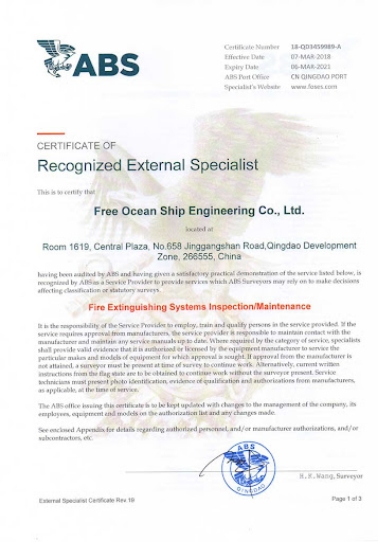 ABS
Certificate Number 18-QD3459989-A
Effective Date 07-MAR-2018
Expiry Date 06-MAR-2021
ABS Port Office CN QINGDAO PORT
Specialist's Website www.foses.com
CERTIFICATE OF
Recognized External Specialist
This is to certify that
Free Ocean Ship Engineering Co., Ltd.
located at
Room 1619, Central Plaza, No.658 Jinggangshan Road,Qingdao Development
Zone, 266555, China
having been audited by ABS and having given a satisfactory practical demonstration of the service listed below, is
recognized by ABS as a Service Provider to provide services which ABS Surveyors may rely on to make decisions
affecting classification or statutory surveys.
Fire Extinguishing Systems Inspection/Maintenance
It is the responsibility of the Service Provider to employ, train and qualify persons in the service provided. If the
service requires approval from manufacturers, the service provider is responsible to maintain contact with the
manufacturer and maintain any service manuals up to date. Where required by the category of service, specialists
shall provide valid evidence that it is authorized or licensed by the equipment manufacturer to service the
particular makes and models of equipment for which approval is sought. If approval from the manufacturer is
not attained, a surveyor must be present at time of survey to continue work. Alternatively, current written
instructions from the flag state are to be obtained to continue work without the surveyor present. Service
technicians must present photo identification, evidence of qualification and authorizations from manufacturers,
as applicable, at the time of service.
The ABS office issuing this certificate is to be kept updated with changes to the management of the company, its
employees, equipment and models on the authorization list and any changes made.
See enclosed Appendix for details regarding authorized personnel, and/or manufacturer authorizations, and/or
subcontractors, etc.
ABS
QINGDAO
Wang, Surveyor
External Specialist Certificate Rev.19
Page 1 of 3